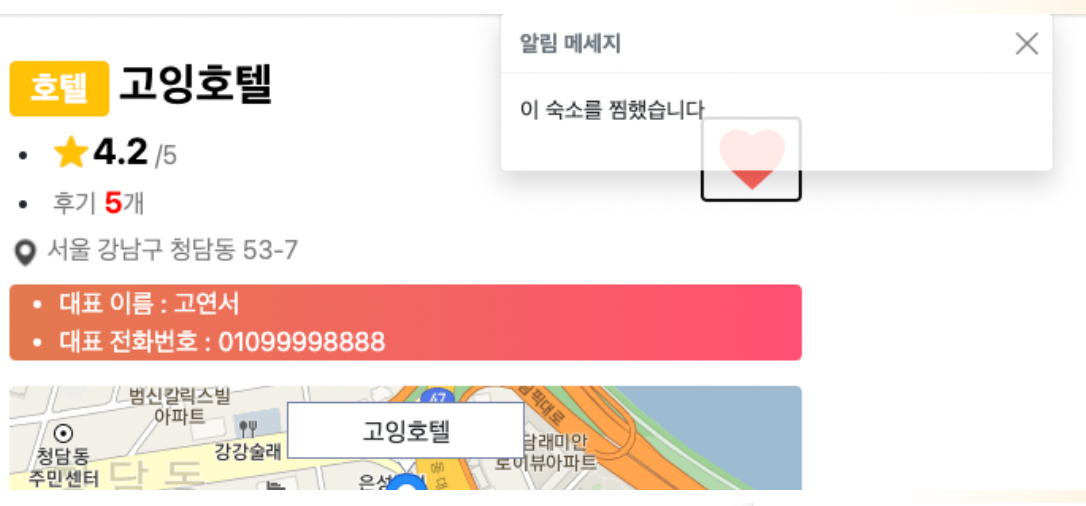 알림 메세지
이 숙소를 찜했습니다
호텔 고잉호텔
4.2 /5
후기 5개
서울 강남구 청담동 53-7
대표 이름 : 고연서
대표 전화번호 : 01099998888
범신칼릭스빌
아파트
67
고잉호텔
강강술래
청담동
주민센터
담 동
래미안
로이뷰아파트